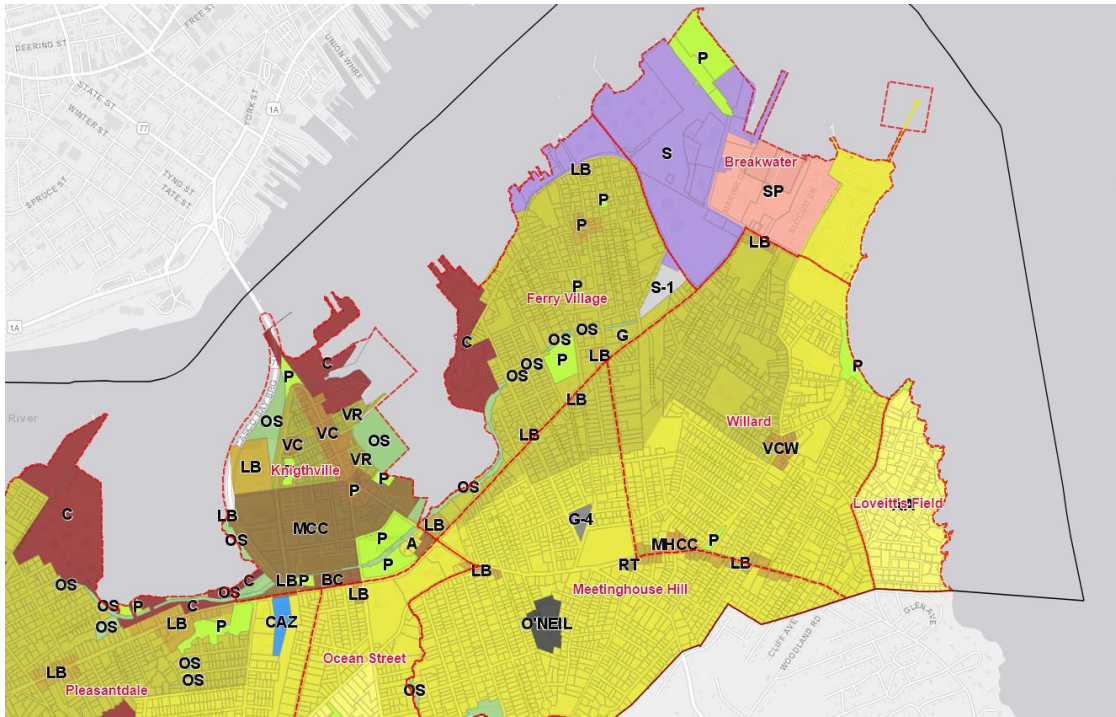 DEERING ST
FREE ST
UNION WHRF
STATE ST
WINTER ST
YORK ST
1A
77
SPRUCE ST
TYNG ST
TATE ST
1A
P
S
Breakwater
LB
SP
P
P
LB
P
S-1
Ferry Village
OS
OS
G
C
OS
P
LB
OS
C
P
P
VR
OS
VC
LB
Willard
River
VC
OS
VR
LB
VCW
LB
Knigthville
P
P
OS
Loveitts Field
C
LB
MCC
LB
G-4
P
A
MHCC
P
OS
P
RT
LB
OS
C
LB
P
BC
LB
Meetinghouse Hill
OS
OS
P
C
LB
GLEN AVE
OS
LB
P
CAZ
O'NEIL
CLIFF AVE
WOODLAND RD
OS
Ocean Street
LB
OS
Pleasantdale
OS